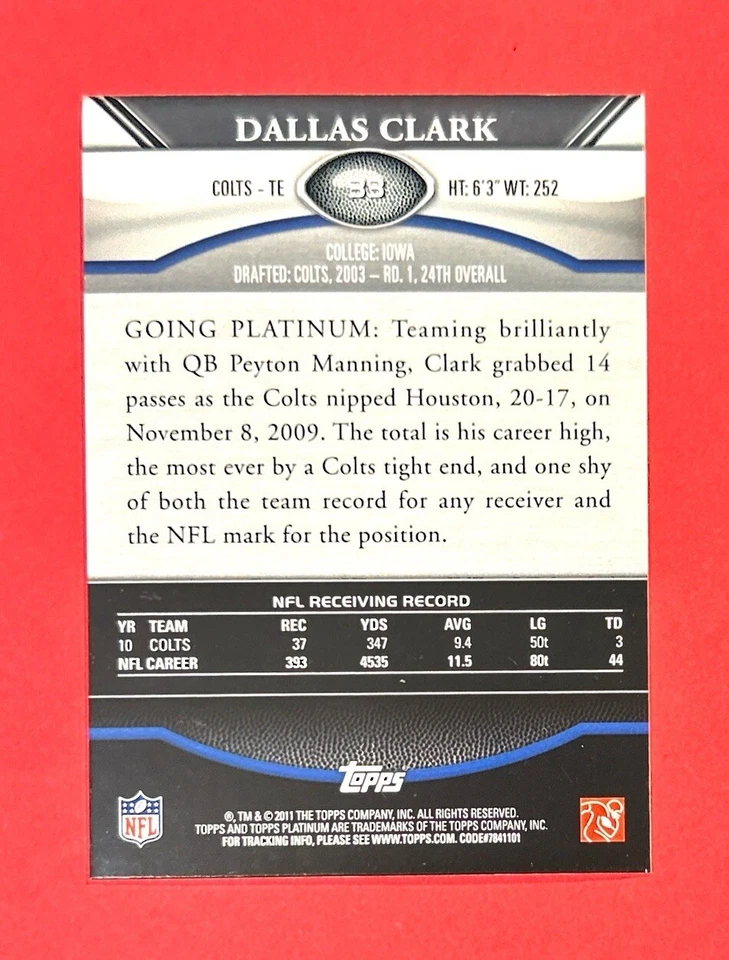 DALLAS CLARK
COLTS - TE
33
HT: 6'3" WT: 252
COLLEGE: IOWA
DRAFTED: COLTS, 2003 – RD. 1, 24TH OVERALL
GOING PLATINUM: Teaming brilliantly
with QB Peyton Manning, Clark grabbed 14
passes as the Colts nipped Houston, 20-17, on
November 8, 2009. The total is his career high,
the most ever by a Colts tight end, and one shy
of both the team record for any receiver and
the NFL mark for the position.
NFL RECEIVING RECORD
YR TEAM REC YDS AVG LG TD
10 COLTS 37 347 9.4 50t 3
NFL CAREER 393 4535 11.5 80t 44
Topps
NFL
®, TM & © 2011 THE TOPPS COMPANY, INC. ALL RIGHTS RESERVED.
TOPPS AND TOPPS PLATINUM ARE TRADEMARKS OF THE TOPPS COMPANY, INC.
FOR TRACKING INFO, PLEASE SEE WWW.TOPPS.COM. CODE#7841101